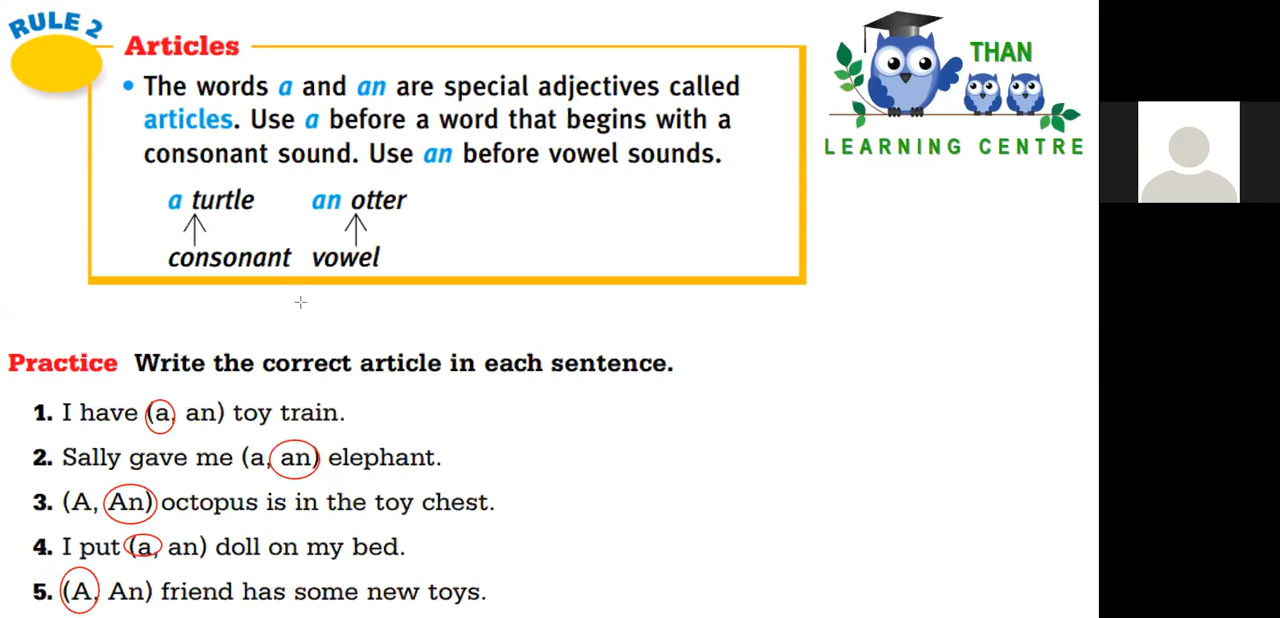 RULE 2
Articles
• The words a and an are special adjectives called
articles. Use a before a word that begins with a
consonant sound. Use an before vowel sounds.
a turtle an otter
consonant vowel
THAN
LEARNING CENTRE
Practice Write the correct article in each sentence.
1. I have (a, an) toy train.
2. Sally gave me (a, an) elephant.
3. (A, An) octopus is in the toy chest.
4. I put (a, an) doll on my bed.
5. (A, An) friend has some new toys.